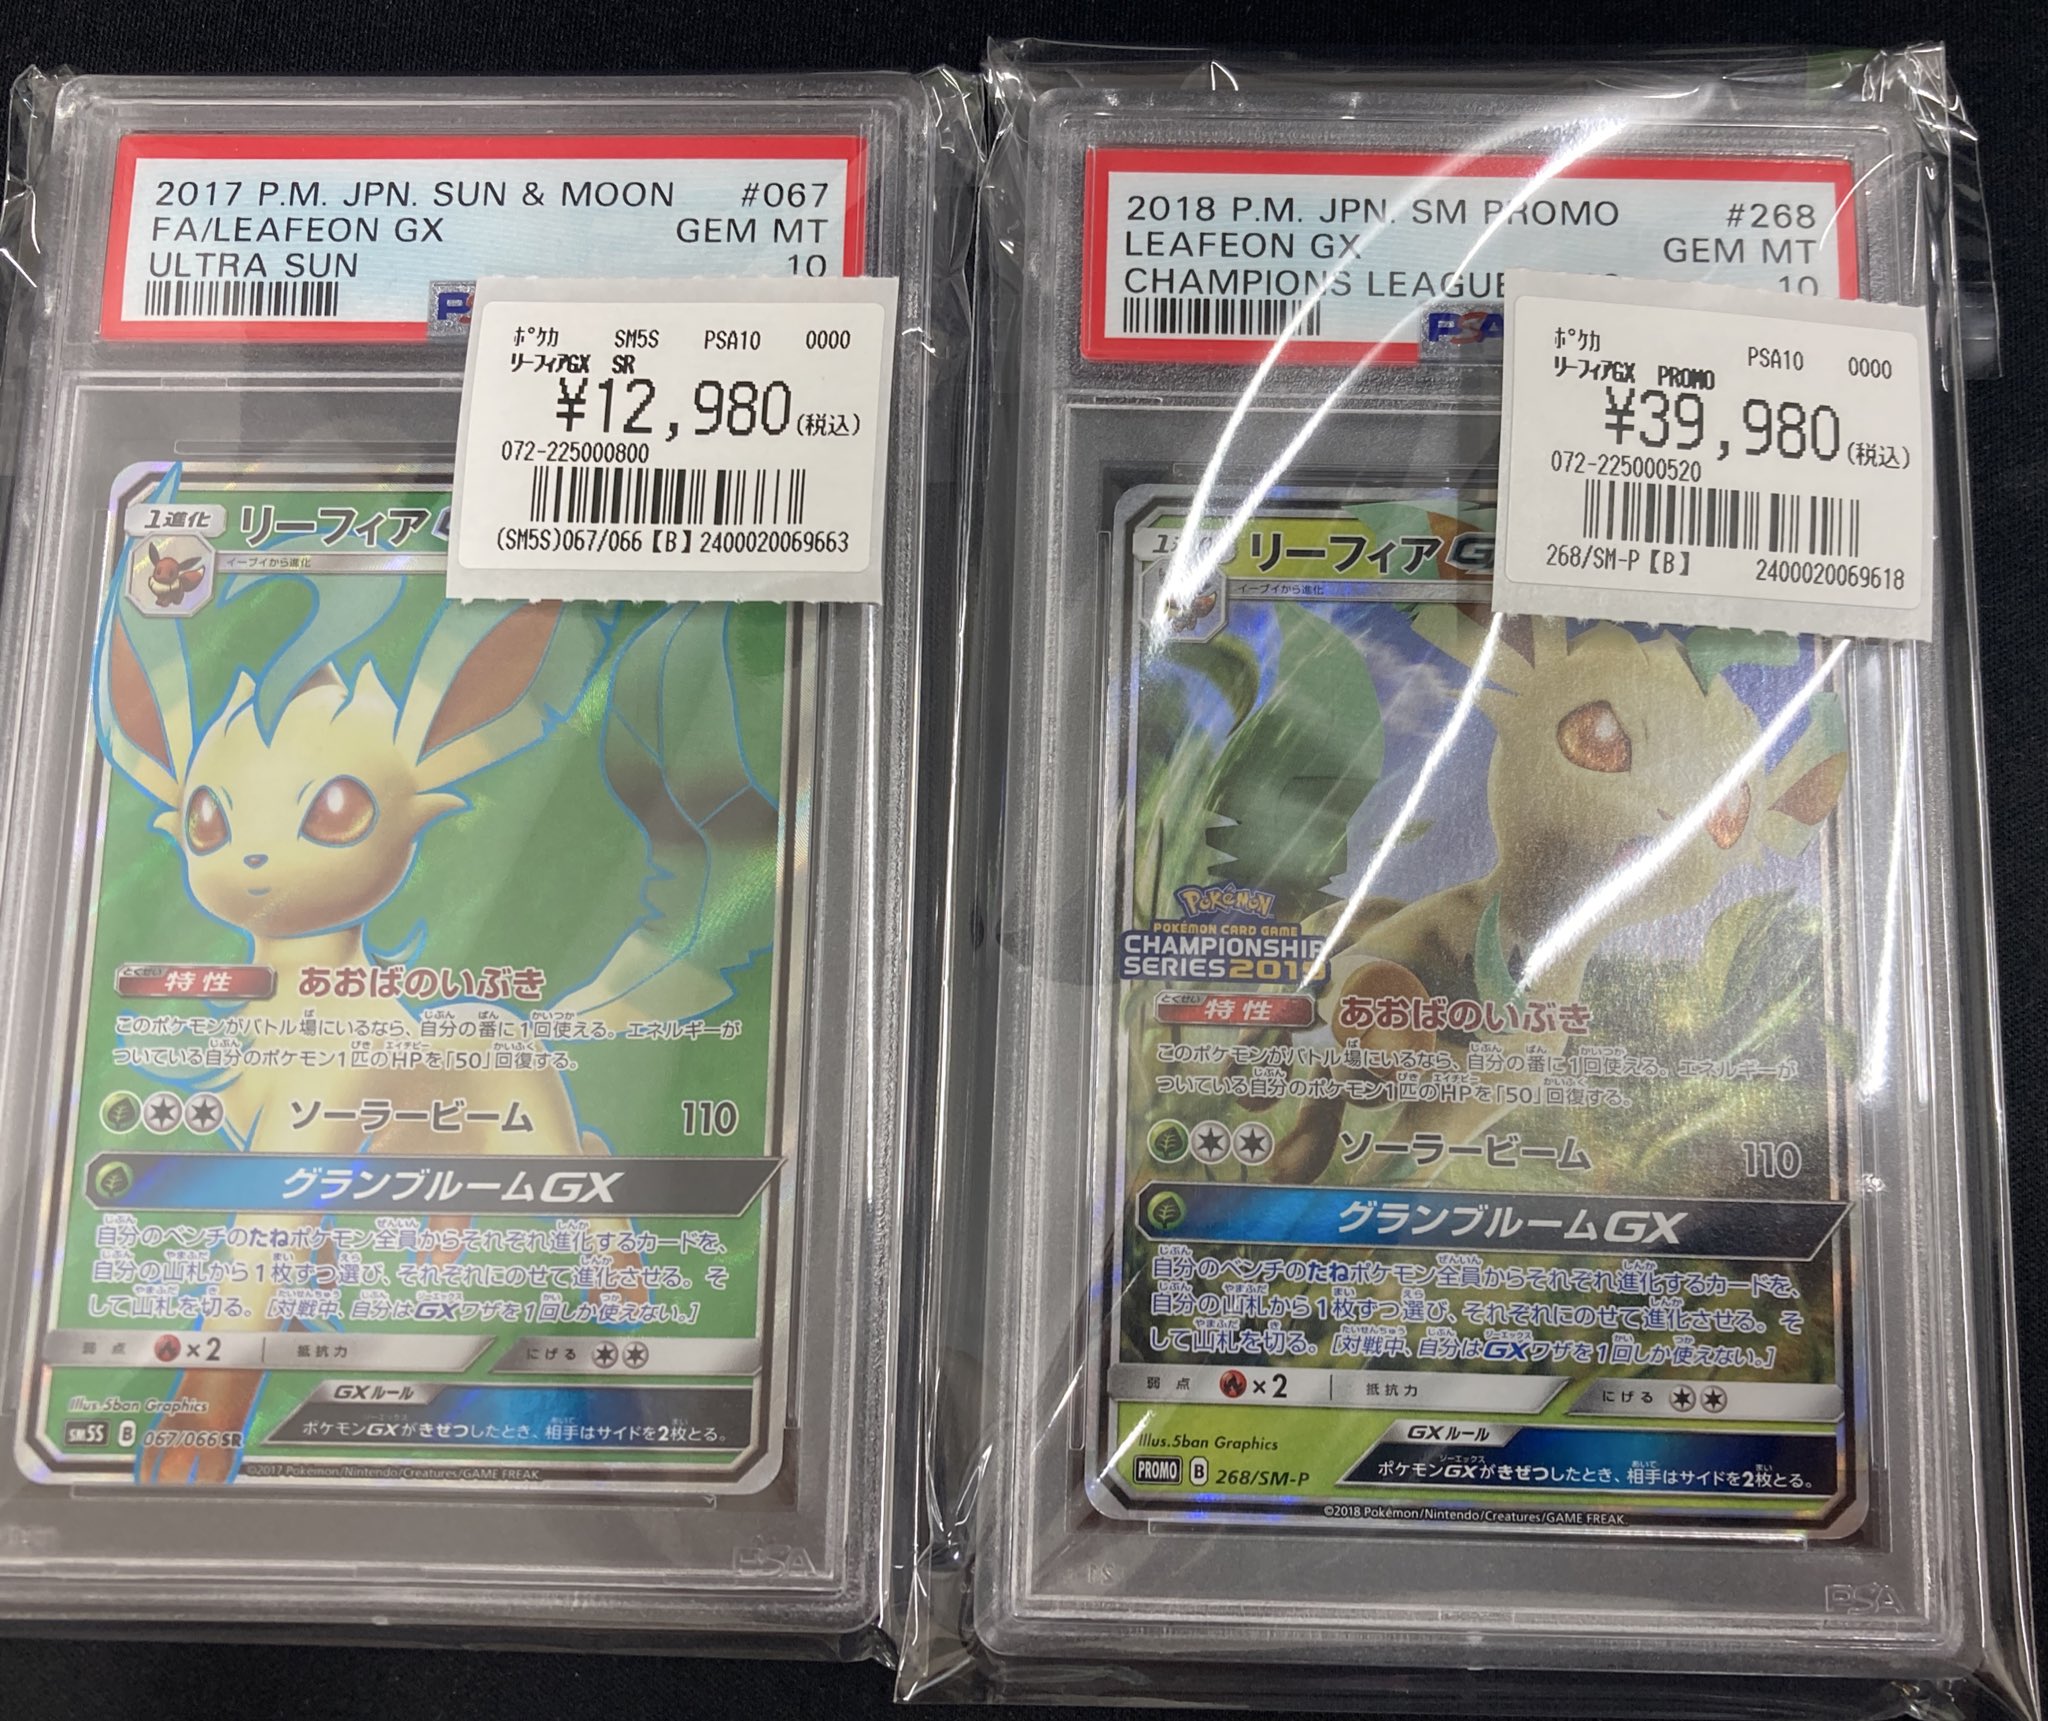 2017 P.M. JPN. SUN & MOON #067
FA/LEAFEON GX GEM MT
ULTRA SUN 10
ポケカ SM5S PSA10 0000
リーフィアGX SR
¥12,980(税込)
072-225000800
(SM5S)067/066【B】2400020069663
1進化 リーフィア
イーブイから進化
とくせい
特性 あおばのいぶき
このポケモンがバトル場にいるなら、自分の番に1回使える。エネルギーが
ついている自分のポケモン1匹のHPを「50」回復する。
ソーラービーム 110
グランブルームGX
自分のベンチのたねポケモン全員からそれぞれ進化するカードを、
自分の山札から1枚ずつ選び、それぞれにのせて進化させる。そ
して山札を切る。[対戦中、自分はGXワザを1回しか使えない。]
弱点 ×2 抵抗力 にげる
GXルール
ポケモンGXがきぜつしたとき、相手はサイドを2枚とる。
Illus.5ban Graphics
SM5S B 067/066 SR
©2017 Pokémon/Nintendo/Creatures/GAME FREAK.
PSA
2018 P.M. JPN. SM PROMO #268
LEAFEON GX GEM MT
CHAMPIONS LEAGUE 10
PSA
ポケカ PSA10 0000
リーフィアGX PROMO
¥39,980(税込)
072-225000520
268/SM-P【B】 2400020069618
リーフィアG
イーブイから進化
Pokémon
POKÉMON CARD GAME
CHAMPIONSHIP
SERIES 2019
とくせい
特性 あおばのいぶき
このポケモンがバトル場にいるなら、自分の番に1回使える。エネルギーが
ついている自分のポケモン1匹のHPを「50」回復する。
ソーラービーム 110
グランブルームGX
自分のベンチのたねポケモン全員からそれぞれ進化するカードを、
自分の山札から1枚ずつ選び、それぞれにのせて進化させる。そ
して山札を切る。[対戦中、自分はGXワザを1回しか使えない。]
弱点 ×2 抵抗力 にげる
GXルール
ポケモンGXがきぜつしたとき、相手はサイドを2枚とる。
Illus.5ban Graphics
PROMO B 268/SM-P
©2018 Pokémon/Nintendo/Creatures/GAME FREAK.
PSA